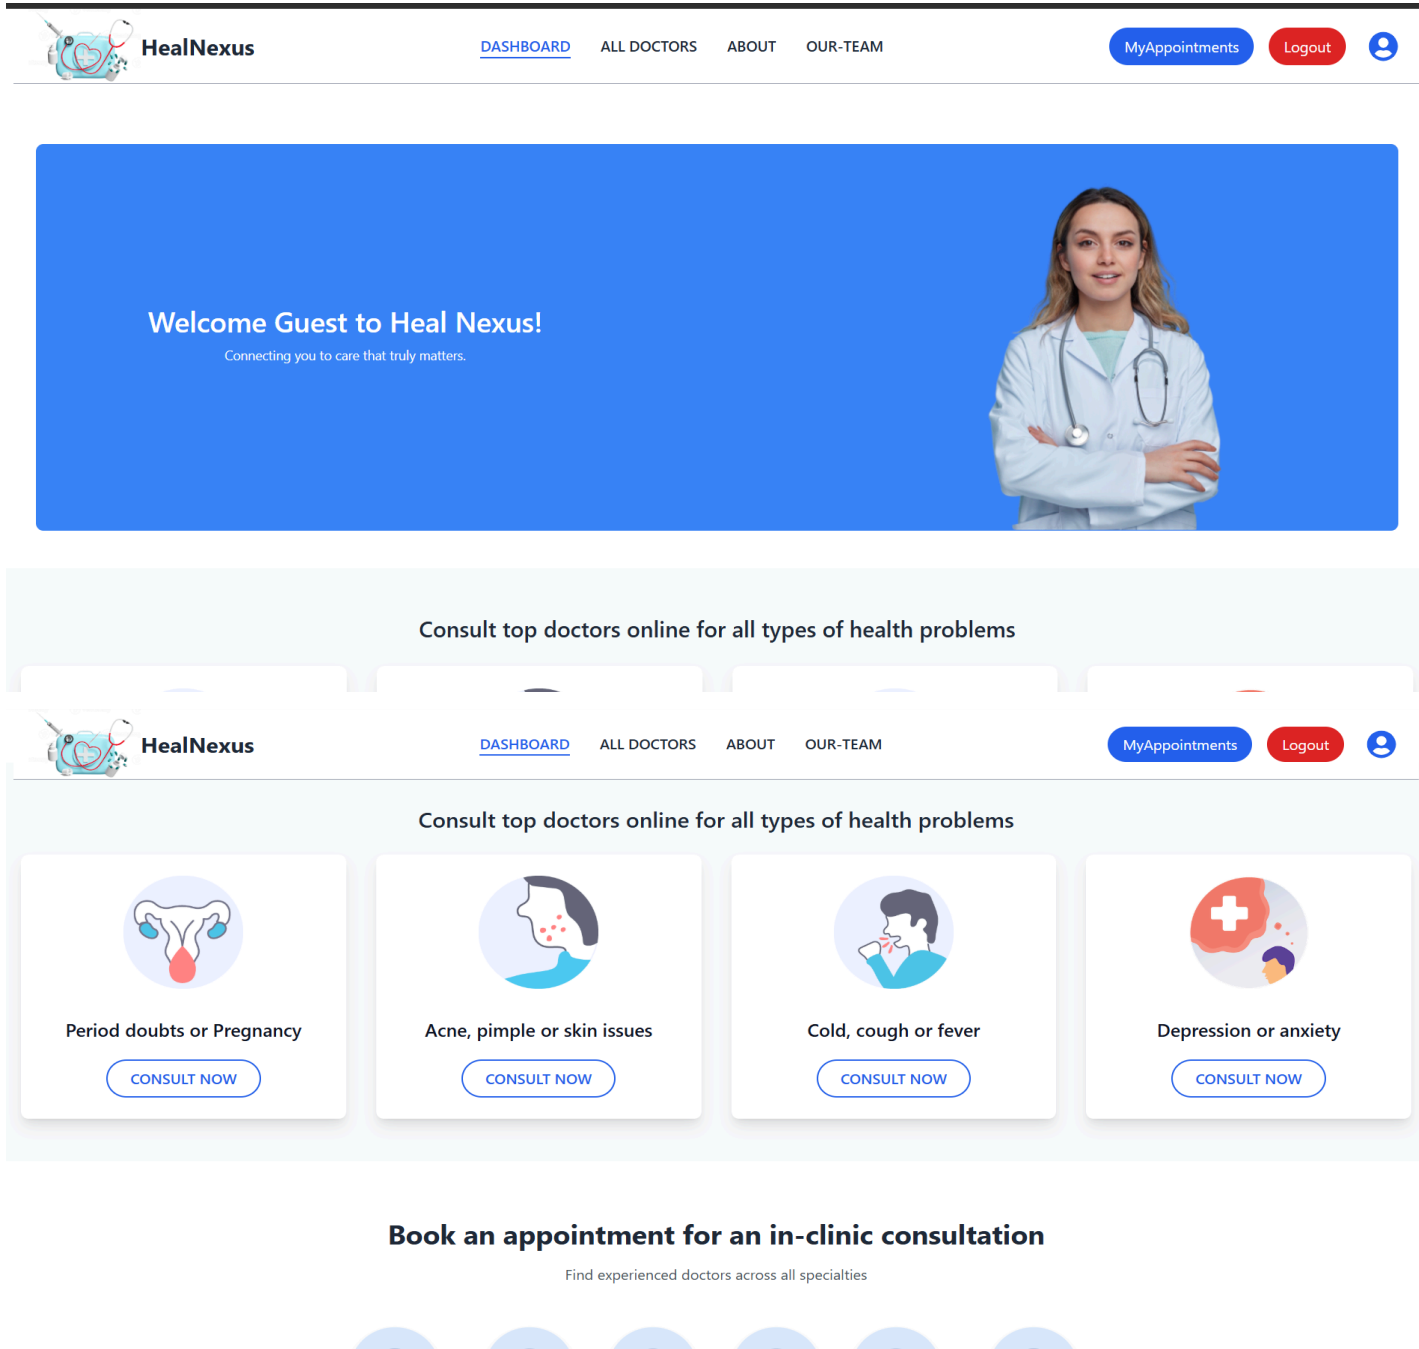 HealNexus DASHBOARD ALL DOCTORS ABOUT OUR-TEAM MyAppointments Logout
Welcome Guest to Heal Nexus!
Connecting you to care that truly matters.
Consult top doctors online for all types of health problems
HealNexus DASHBOARD ALL DOCTORS ABOUT OUR-TEAM MyAppointments Logout
Consult top doctors online for all types of health problems
Period doubts or Pregnancy Acne, pimple or skin issues Cold, cough or fever Depression or anxiety
CONSULT NOW CONSULT NOW CONSULT NOW CONSULT NOW
Book an appointment for an in-clinic consultation
Find experienced doctors across all specialties